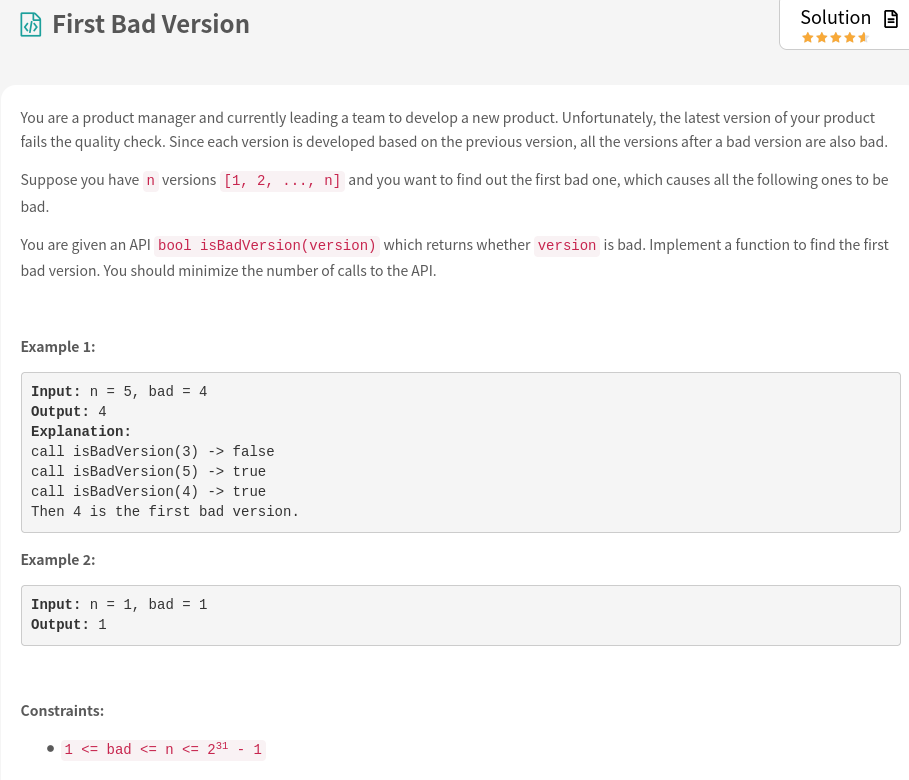 First Bad Version
Solution
You are a product manager and currently leading a team to develop a new product. Unfortunately, the latest version of your product
fails the quality check. Since each version is developed based on the previous version, all the versions after a bad version are also bad.
Suppose you have n versions [1, 2, ..., n] and you want to find out the first bad one, which causes all the following ones to be
bad.
You are given an API bool isBadVersion(version) which returns whether version is bad. Implement a function to find the first
bad version. You should minimize the number of calls to the API.
Example 1:
Input: n = 5, bad = 4
Output: 4
Explanation:
call isBadVersion(3) -> false
call isBadVersion(5) -> true
call isBadVersion(4) -> true
Then 4 is the first bad version.
Example 2:
Input: n = 1, bad = 1
Output: 1
Constraints:
1 <= bad <= n <= 2³¹ - 1